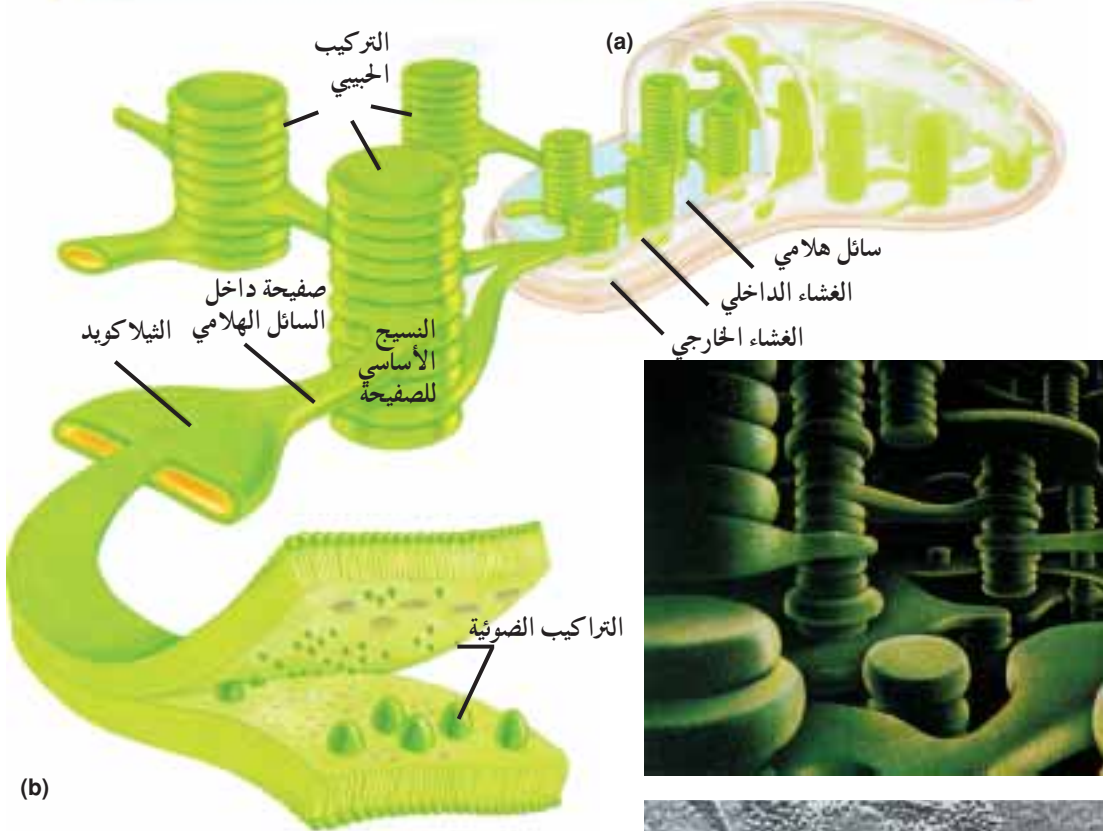 (a)
التركيب
الحبيبي
سائل هلامي
الغشاء الداخلي
الغشاء الخارجي
صفيحة داخل
السائل الهلامي
الثيلاكويد
النسيج
الأساسي
للصفيحة
التراكيب الضوئية
(b)